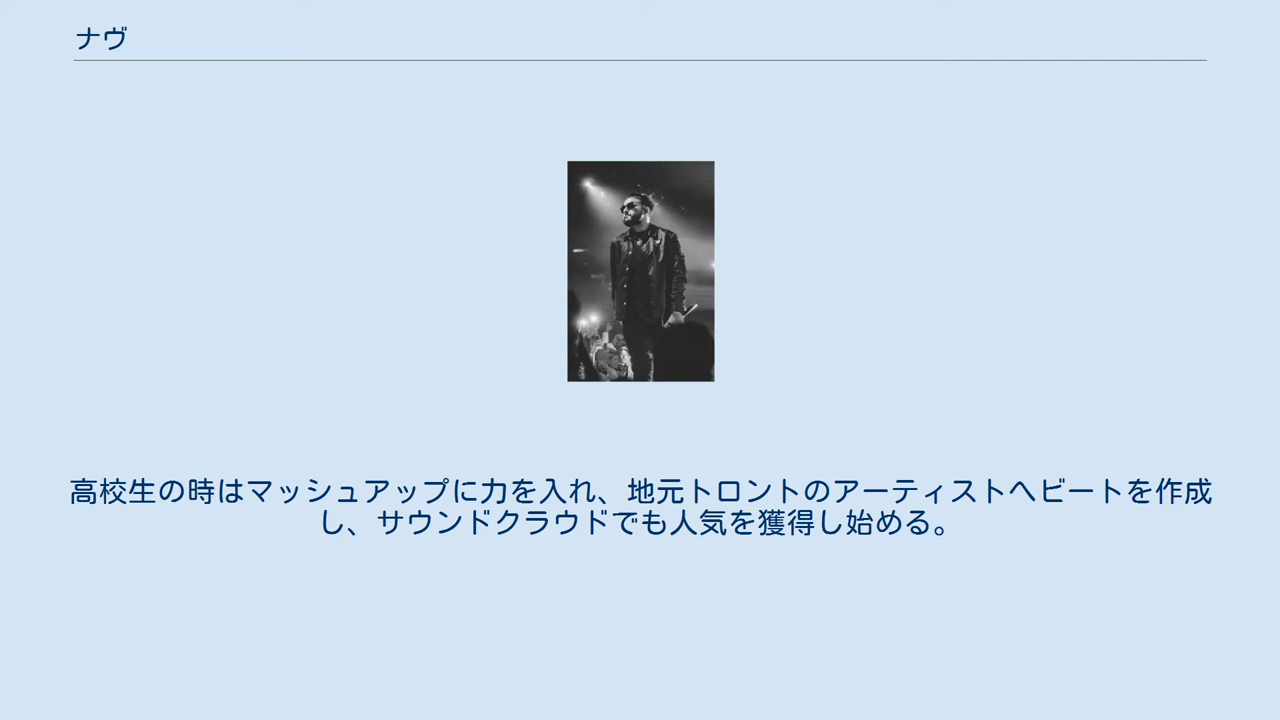 ナヴ
高校生の時はマッシュアップに力を入れ、地元トロントのアーティストへビートを作成
し、サウンドクラウドでも人気を獲得し始める。